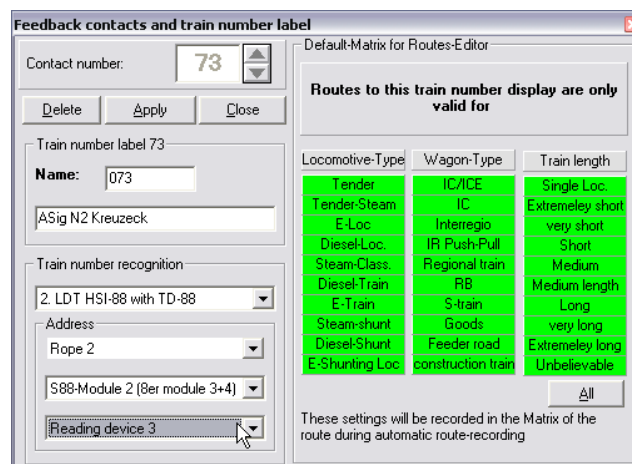 Feedback contacts and train number label
Contact number:
73
Delete
Apply
Close
Train number label 73
Name:
073
ASig N2 Kreuzeck
Train number recognition
2. LDT HSI-88 with TD-88
Address
Rope 2
S88-Module 2 (8er module 3+4)
Reading device 3
Default-Matrix for Routes-Editor
Routes to this train number display are only
valid for
Locomotive-Type
Wagon-Type
Train length
Tender
IC/ICE
Single Loc.
Tender-Steam
IC
Extremeley short
E-Loc
Interregio
very short
Diesel-Loc.
IR Push-Pull
Short
Steam-Class.
Regional train
Medium
Diesel-Train
RB
Medium length
E-Train
S-train
Long
Steam-shunt
Goods
very long
Diesel-Shunt
Feeder road
Extremeley long
E-Shunting Loc
construction train
Unbelievable
All
These settings will be recorded in the Matrix of the
route during automatic route-recording